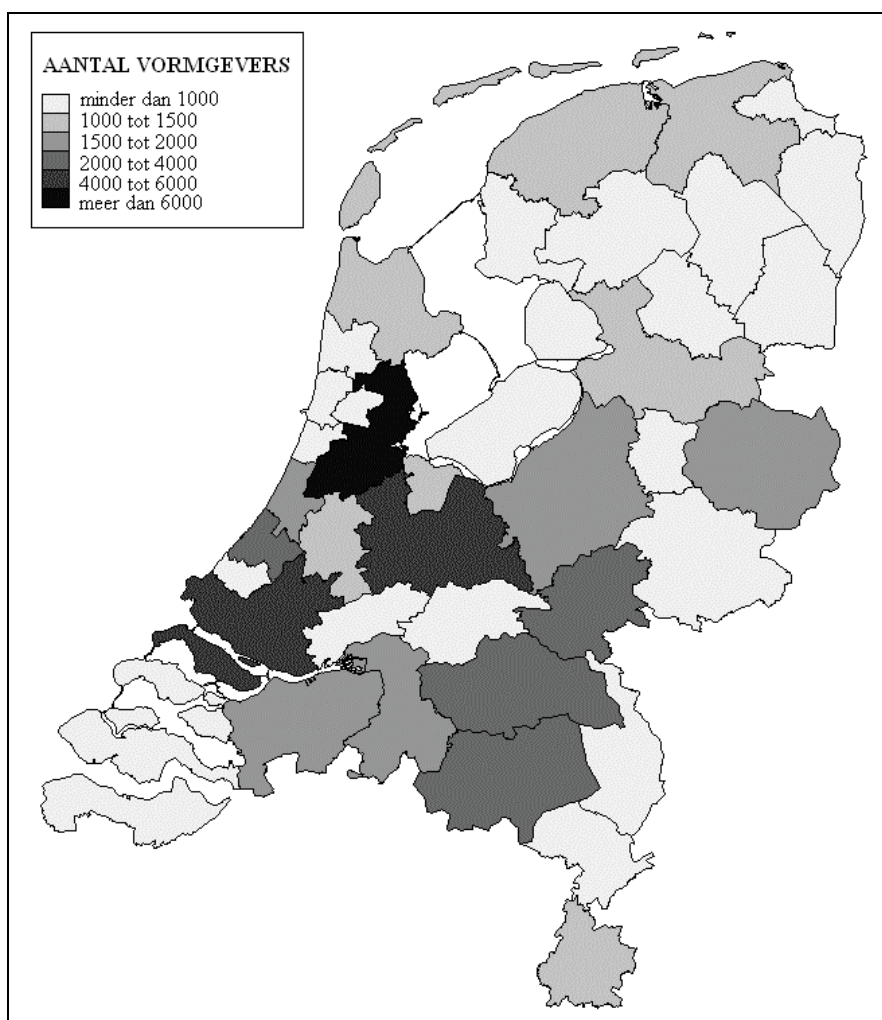 AANTAL VORMGEVERS
minder dan 1000
1000 tot 1500
1500 tot 2000
2000 tot 4000
4000 tot 6000
meer dan 6000